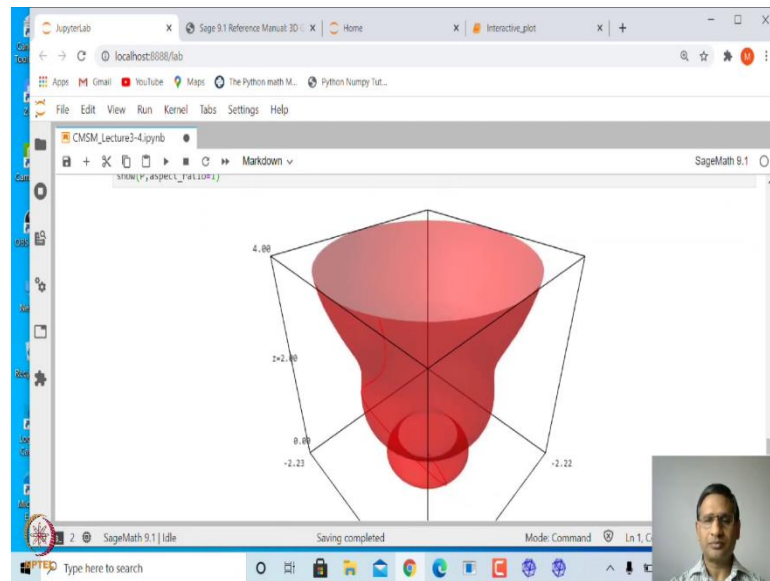 JupyterLab
Sage 9.1 Reference Manual: 3D
Home
Interactive_plot
localhost:8888/lab
Apps
Gmail
YouTube
Maps
The Python math M...
Python Numpy Tut...
File Edit View Run Kernel Tabs Settings Help
CMSM_Lecture3-4.ipynb
Markdown
SageMath 9.1
show(P,aspect_ratio=1)
4.00
z=2.00
0.00
-2.23
-2.22
2
SageMath 9.1 | Idle
Saving completed
Mode: Command
Ln 1,
NPTEL
Type here to search